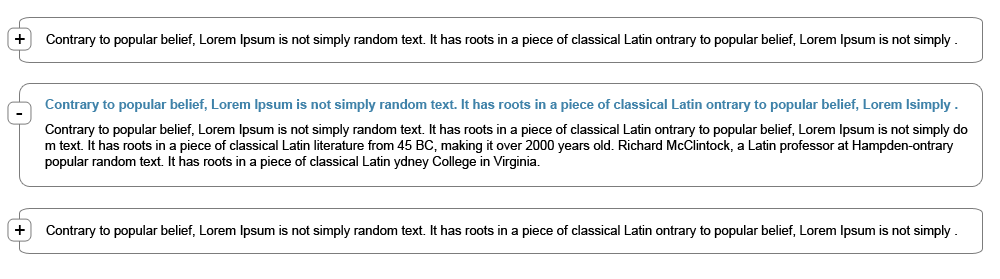 + Contrary to popular belief, Lorem Ipsum is not simply random text. It has roots in a piece of classical Latin ontrary to popular belief, Lorem Ipsum is not simply .
- Contrary to popular belief, Lorem Ipsum is not simply random text. It has roots in a piece of classical Latin ontrary to popular belief, Lorem Isimply .
Contrary to popular belief, Lorem Ipsum is not simply random text. It has roots in a piece of classical Latin ontrary to popular belief, Lorem Ipsum is not simply do
m text. It has roots in a piece of classical Latin literature from 45 BC, making it over 2000 years old. Richard McClintock, a Latin professor at Hampden-ontrary
popular random text. It has roots in a piece of classical Latin ydney College in Virginia.
+ Contrary to popular belief, Lorem Ipsum is not simply random text. It has roots in a piece of classical Latin ontrary to popular belief, Lorem Ipsum is not simply .